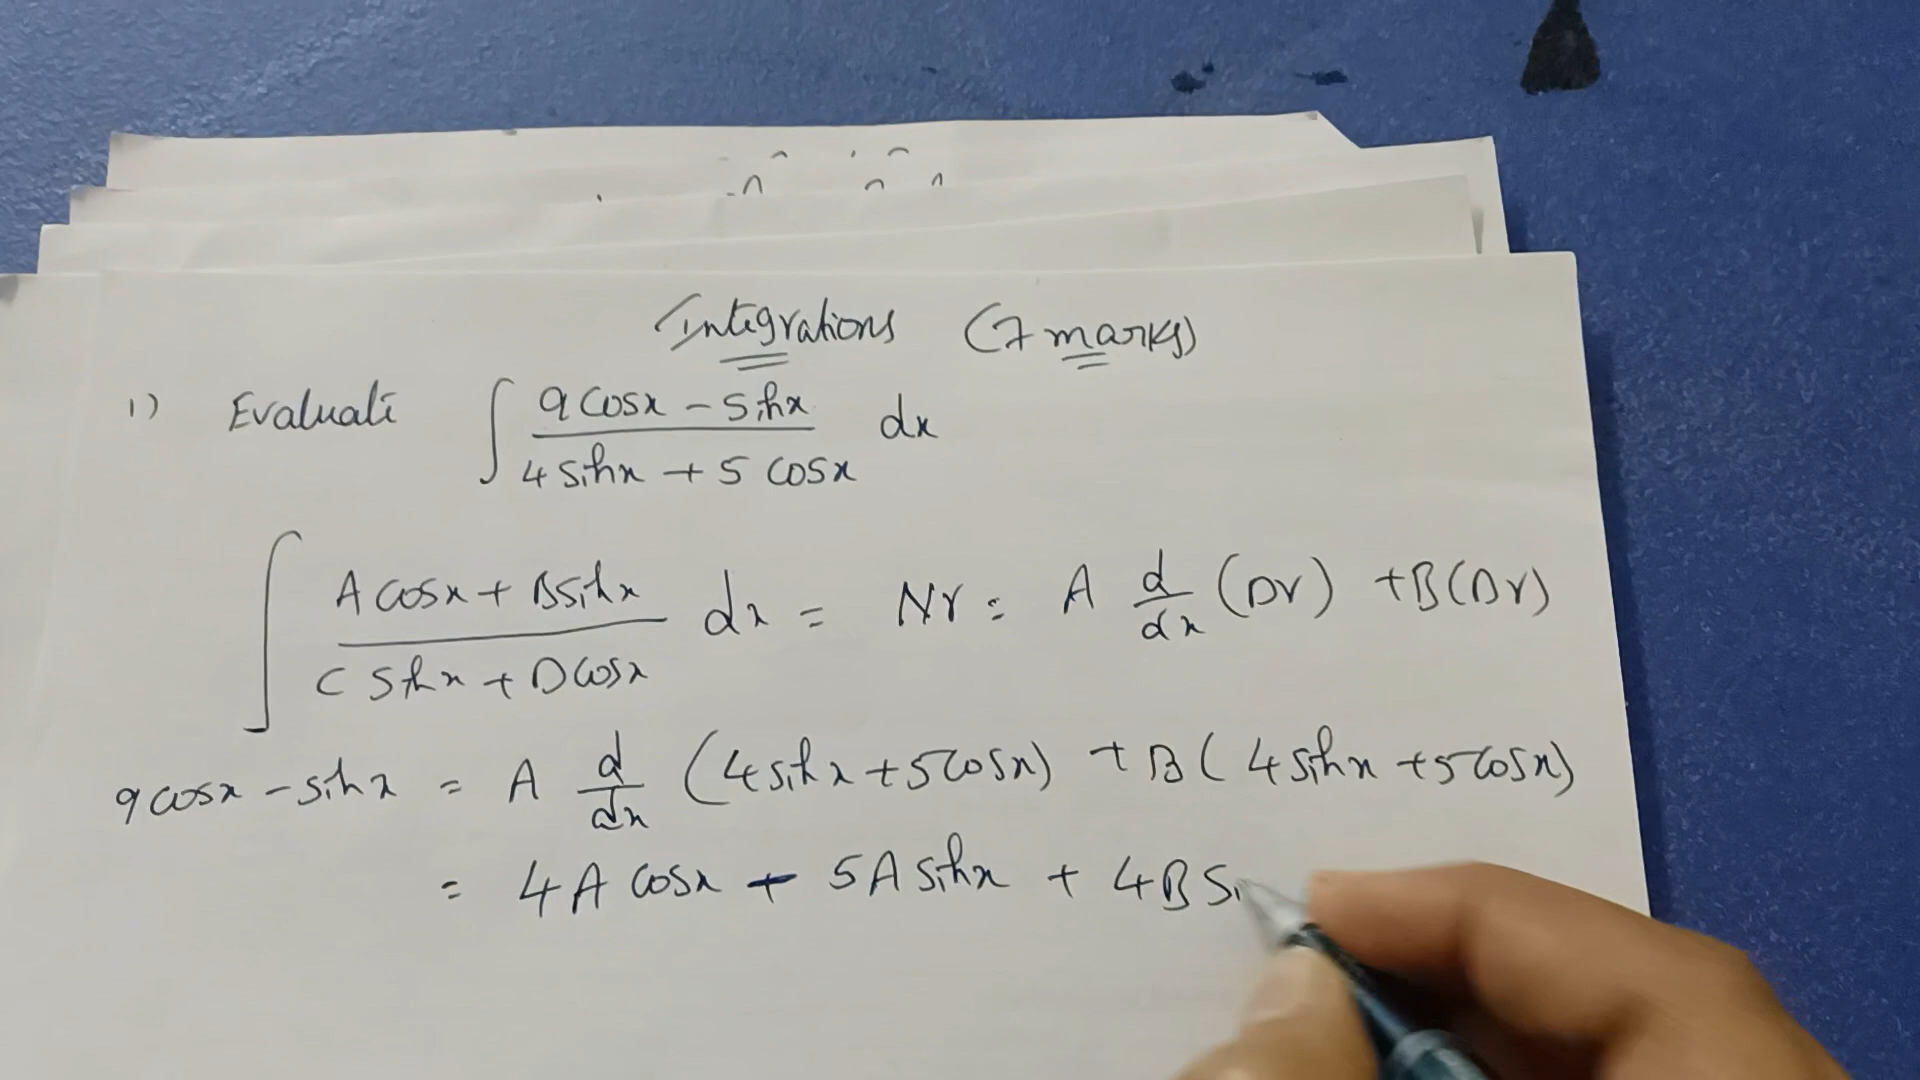 Integrations (7 marks)
1) Evaluate ∫ (9 cosx - sinx)/(4 sinx + 5 cosx) dx
∫ (A cosx + B sinx)/(C sinx + D cosx) dx = Nr = A d/dx (Dr) + B(Dr)
9 cosx - sinx = A d/dx (4 sinx + 5 cosx) + B(4 sinx + 5 cosx)
= 4A cosx - 5A sinx + 4B Si